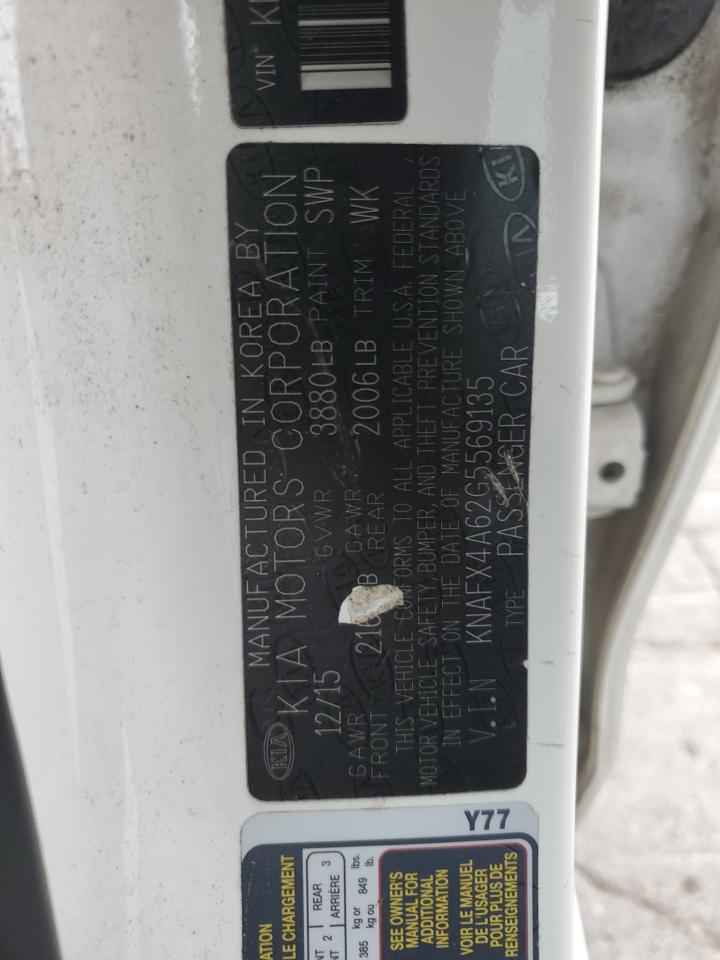 VIN
MANUFACTURED IN KOREA BY
KIA KIA MOTORS CORPORATION
12/15 GVWR 3880LB PAINT SWP
GAWR GAWR
FRONT REAR 2006LB TRIM WK
THIS VEHICLE CONFORMS TO ALL APPLICABLE U.S.A. FEDERAL
MOTOR VEHICLE SAFETY, BUMPER, AND THEFT PREVENTION STANDARDS
IN EFFECT ON THE DATE OF MANUFACTURE SHOWN ABOVE
V.I.N KNAFX4A62G5569135
TYPE PASSENGER CAR
KIA
Y77
LE CHARGEMENT
2 REAR 3
2 ARRIÈRE
385 kg or 849 lbs.
kg ou lb.
SEE OWNER'S
MANUAL FOR
ADDITIONAL
INFORMATION
VOIR LE MANUEL
DE L'USAGER
POUR PLUS DE
RENSEIGNEMENTS